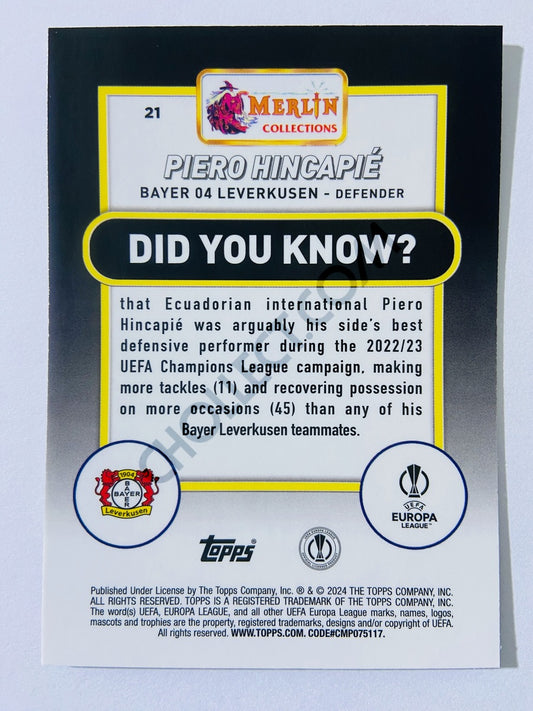 21
MERLIN
COLLECTIONS
PIERO HINCAPIÉ
BAYER 04 LEVERKUSEN - DEFENDER
DID YOU KNOW?
that Ecuadorian international Piero
Hincapié was arguably his side's best
defensive performer during the 2022/23
UEFA Champions League campaign, making
more tackles (11) and recovering possession
on more occasions (45) than any of his
Bayer Leverkusen teammates.
CHOLLECT.COM
1904
BAYER
BAYER
Leverkusen
UEFA
EUROPA
LEAGUE™
Topps®
Published Under License by The Topps Company, Inc. ® & © 2024 THE TOPPS COMPANY, INC.
ALL RIGHTS RESERVED. TOPPS IS A REGISTERED TRADEMARK OF THE TOPPS COMPANY, INC.
The word(s) UEFA, EUROPA LEAGUE, and all other UEFA Europa League marks, names, logos,
mascots and trophies are the property, registered trademarks, designs and/or copyright of UEFA.
All rights reserved. WWW.TOPPS.COM. CODE#CMP075117.